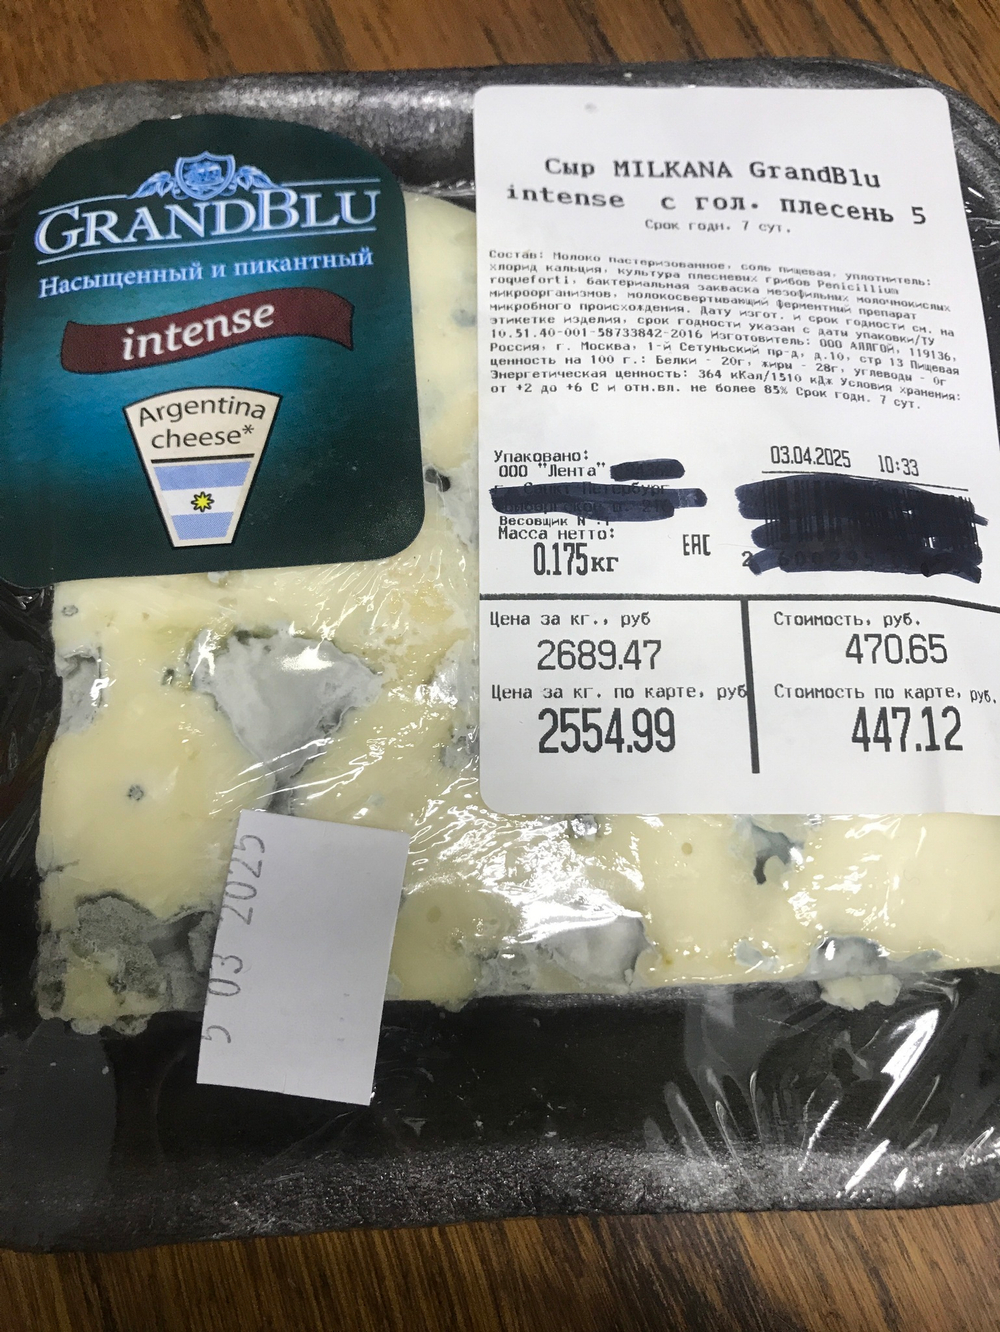 GRANDBLU
Насыщенный и пикантный
intense
Argentina
cheese*
Сыр MILKANA GrandBlu
intense с гол. плесень 5
Срок годн. 7 сут.
Состав: Молоко пастеризованное, соль пищевая, уплотнитель:
хлорид кальция, культура плесневых грибов Penicillium
roqueforti, бактериальная закваска мезофильных молочнокислых
микроорганизмов, молокосвертывающий ферментный препарат
микробного происхождения. Дату изгот. и срок годности см. на
этикетке изделия, срок годности указан с даты упаковки/ТУ
10.51.40-001-58733842-2016 Изготовитель: ООО АЛЛГОЙ, 119136,
Россия, г. Москва, 1-й Сетуньский пр-д, д.10, стр 13 Пищевая
ценность на 100 г.: Белки - 20г, жиры - 28г, углеводы - 0г
Энергетическая ценность: 364 кКал/1510 кДж Условия хранения:
от +2 до +6 С и отн.вл. не более 85% Срок годн. 7 сут.
Упаковано:
ООО "Лента"
03.04.2025 10:33
г. Санкт-Петербург
Весовщик N
Масса нетто:
0.175кг
EAC
Цена за кг., руб
2689.47
Стоимость, руб.
470.65
Цена за кг. по карте, руб
2554.99
Стоимость по карте, руб.
447.12
5 03 2025